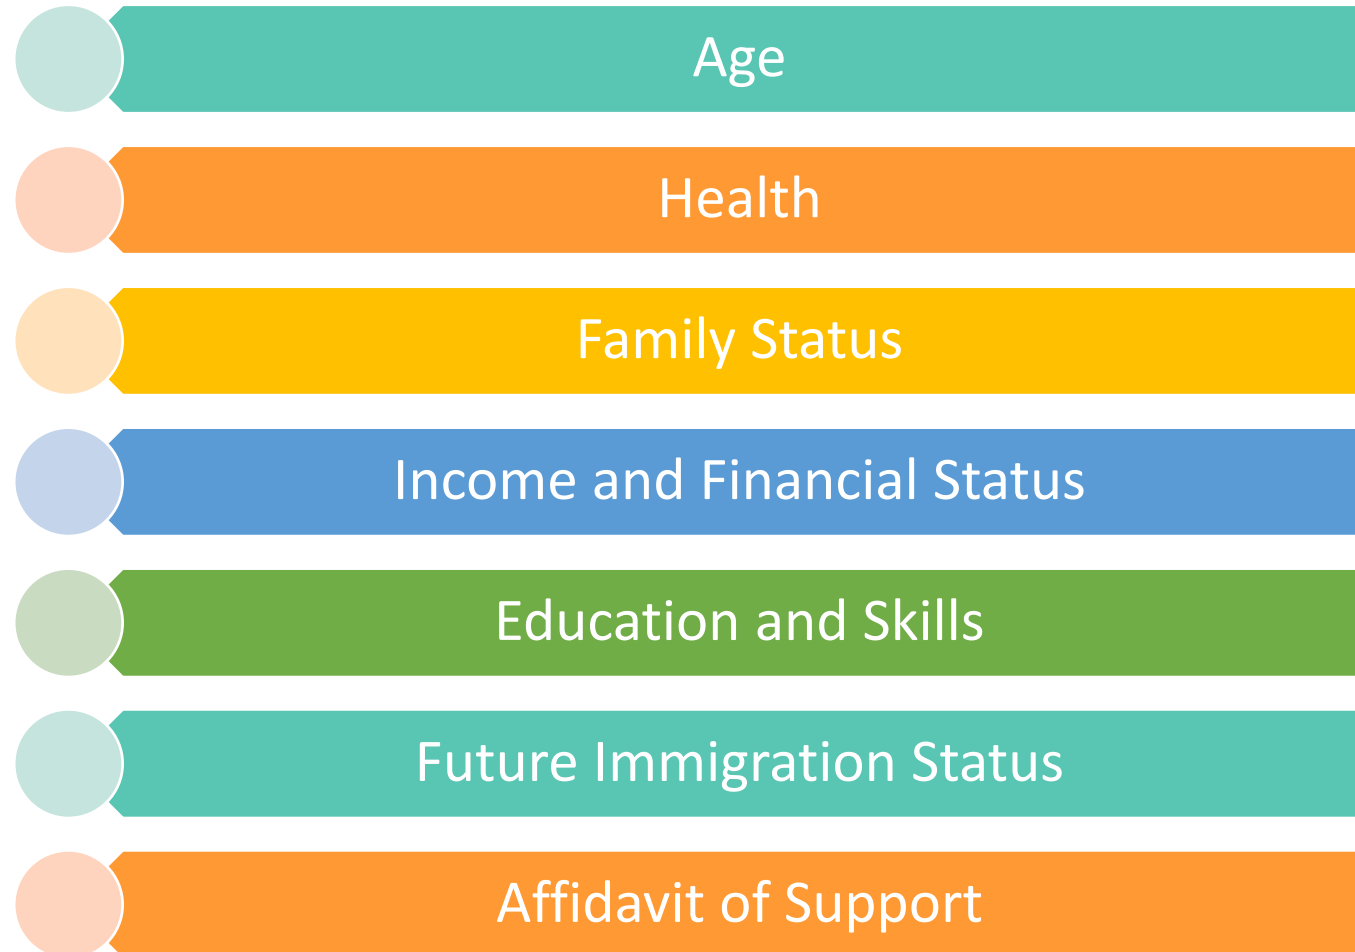 Age
Health
Family Status
Income and Financial Status
Education and Skills
Future Immigration Status
Affidavit of Support